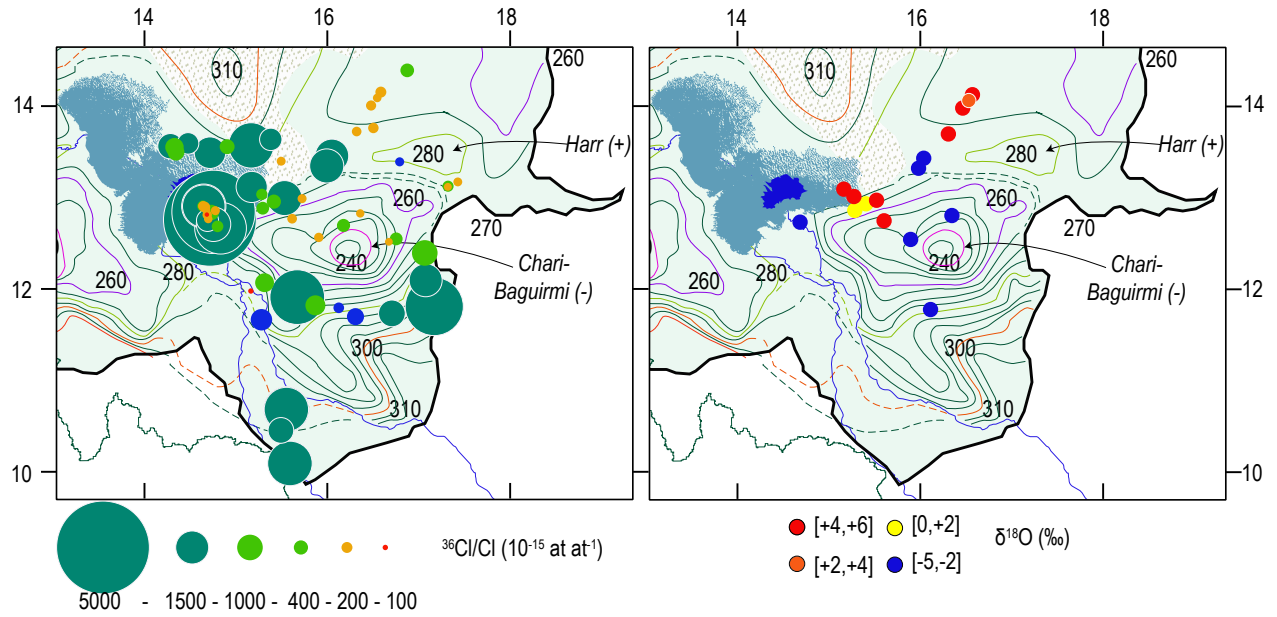 14 16 18
14 16 18
310
260
310
260
14
14
Harr (+)
Harr (+)
280
280
260
260
270
270
240
240
Chari-
Baguirmi (-)
Chari-
Baguirmi (-)
260
280
260
280
12
12
300
300
310
310
10
10
5000 - 1500 - 1000 - 400 - 200 - 100
36Cl/Cl (10-15 at at-1)
[+4,+6] [0,+2]
[+2,+4] [-5,-2]
δ18O (‰)